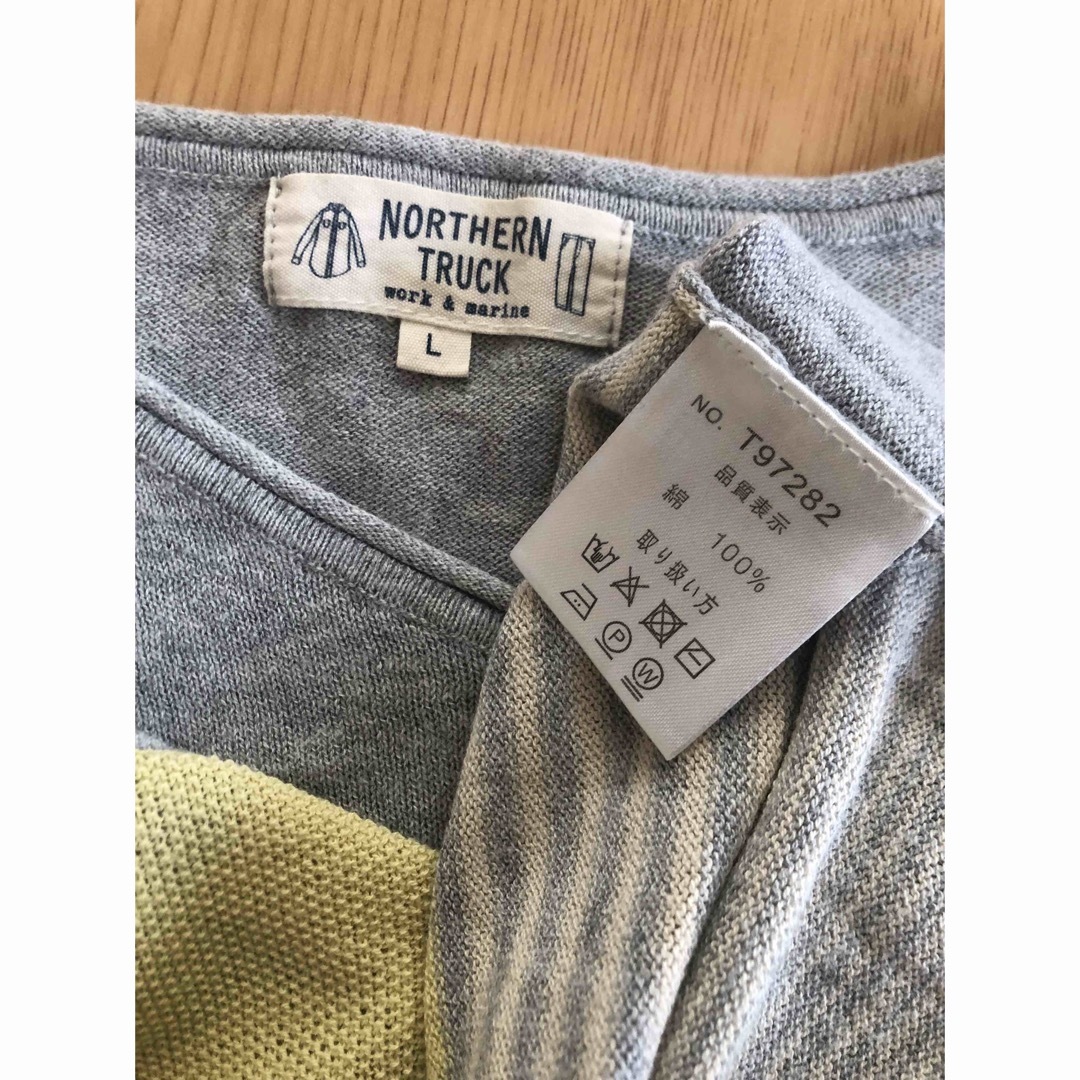 NORTHERN
TRUCK
work & marine
L
NO. T97282
品質表示
綿 100%
取り扱い方
P
W